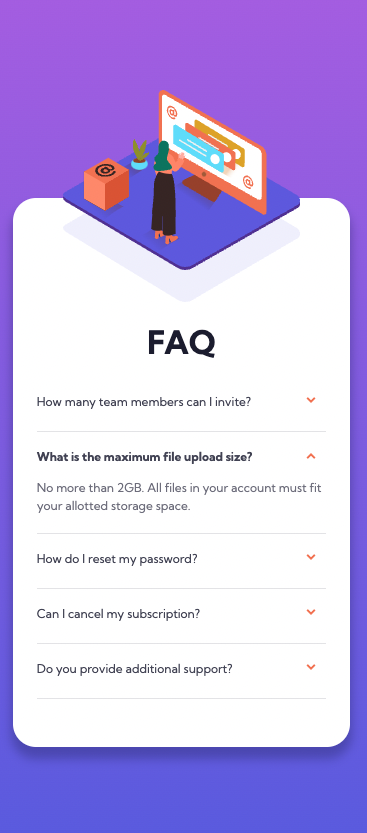 @
@
@
FAQ
How many team members can I invite?
What is the maximum file upload size?
No more than 2GB. All files in your account must fit
your allotted storage space.
How do I reset my password?
Can I cancel my subscription?
Do you provide additional support?